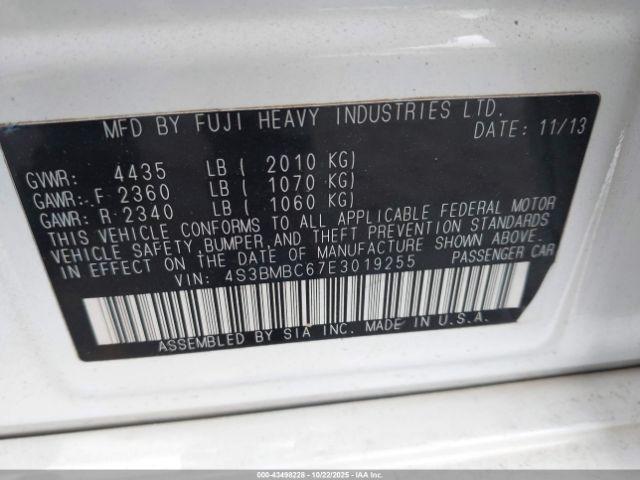 MFD BY FUJI HEAVY INDUSTRIES LTD.
DATE: 11/13
GVWR: 4435 LB ( 2010 KG)
GAWR: F 2360 LB ( 1070 KG)
GAWR: R 2340 LB ( 1060 KG)
THIS VEHICLE CONFORMS TO ALL APPLICABLE FEDERAL MOTOR
VEHICLE SAFETY, BUMPER, AND THEFT PREVENTION STANDARDS
IN EFFECT ON THE DATE OF MANUFACTURE SHOWN ABOVE.
VIN: 4S3BMBC67E3019255 PASSENGER CAR
ASSEMBLED BY SIA INC. MADE IN U.S.A.
000-43498228 - 10/22/2025 - IAAI.COM